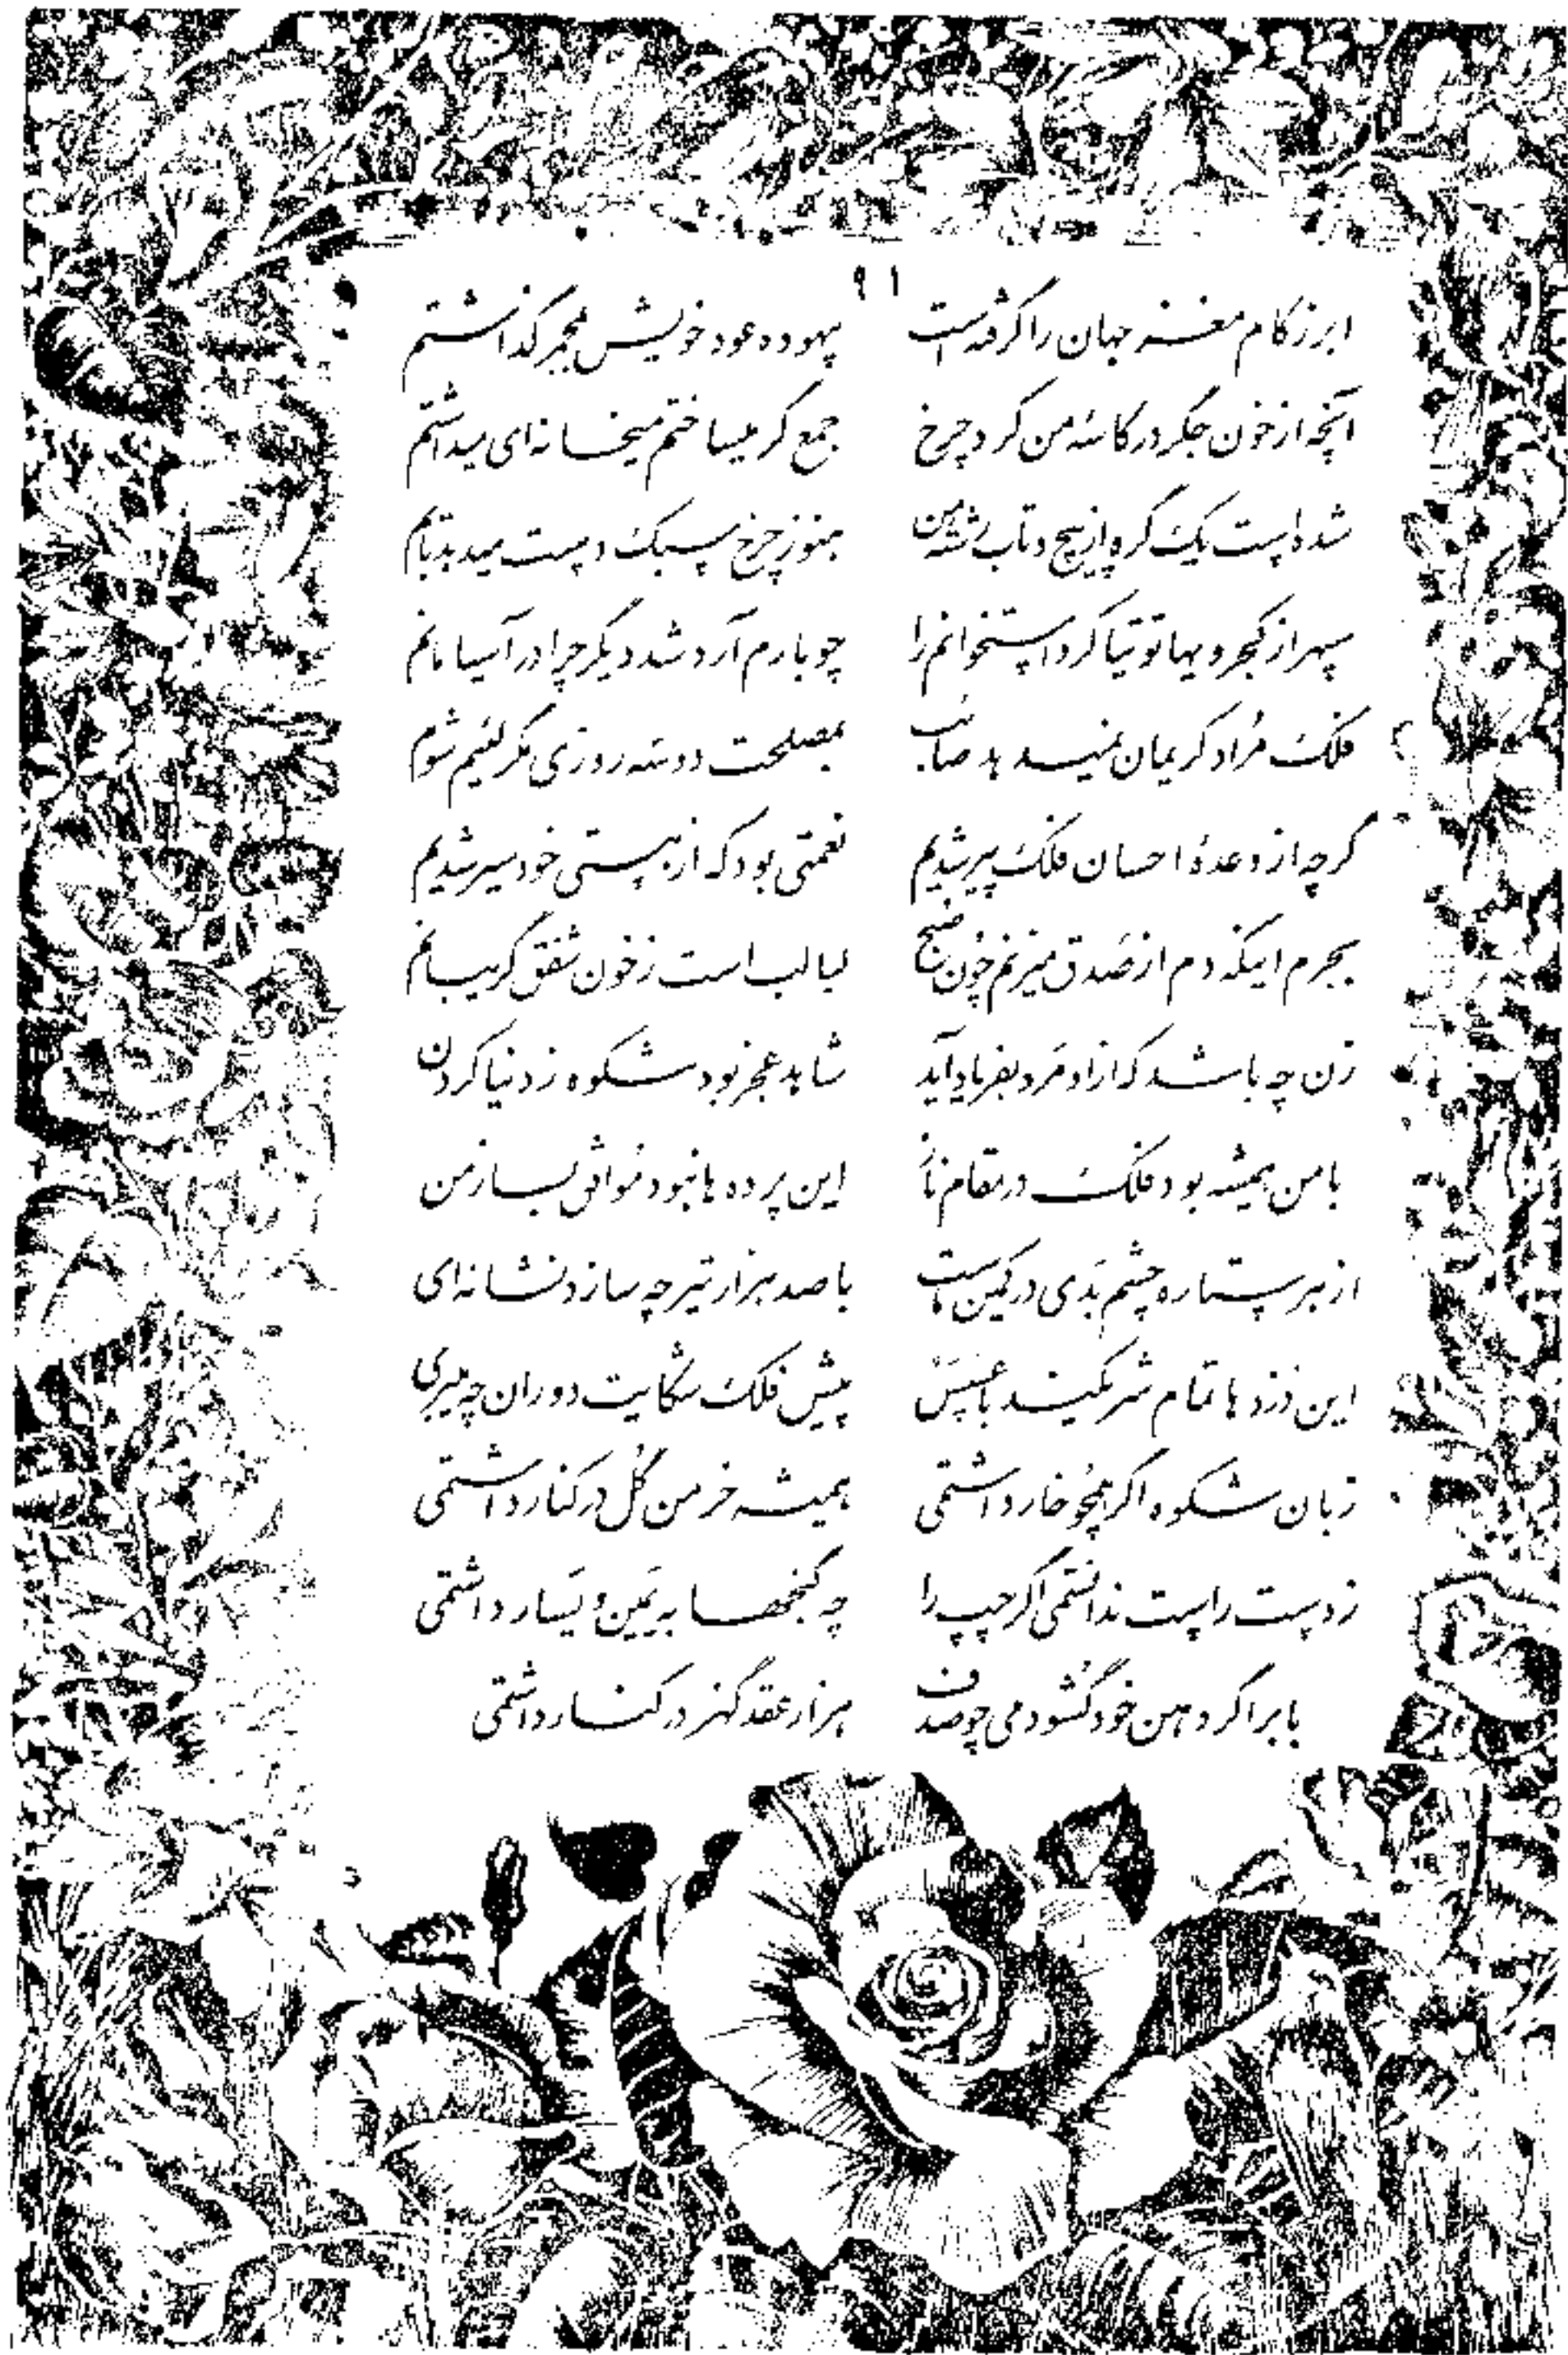 ۹۱
ابر زکام مغز جهان را گرفته است بیهوده عود خویش بمجمر گذاشتم
آنچه از خون جگر در کاسهٔ من کرد چرخ جمع گر میساختم میخانه‌ای میداشتم
شده است یک گره از پیچ و تاب رشتهٔ من هنوز چرخ سبک دست میدهد تابم
سپهر از کجرویها توتیا کرد استخوانم را چو بارم آرد شد دیگر چرا در آسیا مانم
فلک مُراد کریمان نمیدهد صائب بمصلحت دو سه روزی مگر لئیم شوم
گرچه از وعدهٔ احسان فلک پیر شدیم نعمتی بود که از هستی خود سیر شدیم
بجرم اینکه دم از صدق میزنم چون صبح لبالب است ز خون شفق گریبانم
زن چه باشد که از او مرد بفریاد آید شاهد عجز بود شکوه ز دنیا کردن
با من همیشه بود فلک در مقام ناز این پرده‌ها نبود موافق بساز من
از هر ستاره چشم بدی در کمین ماست با صد هزار تیر چه سازد نشانه‌ای
این دزدها تمام شریکند با عسس پیش فلک شکایت دوران چه میبری
زبان شکوه اگر همچو خار داشتمی همیشه خرمن گُل در کنار داشتمی
ز دست راست ندانستمی اگر چپ را چه گنجها به یَمین و یَسار داشتمی
بابر اگر دهن خود گشودمی چو صدف هزار عقد گهر در کنار داشتمی